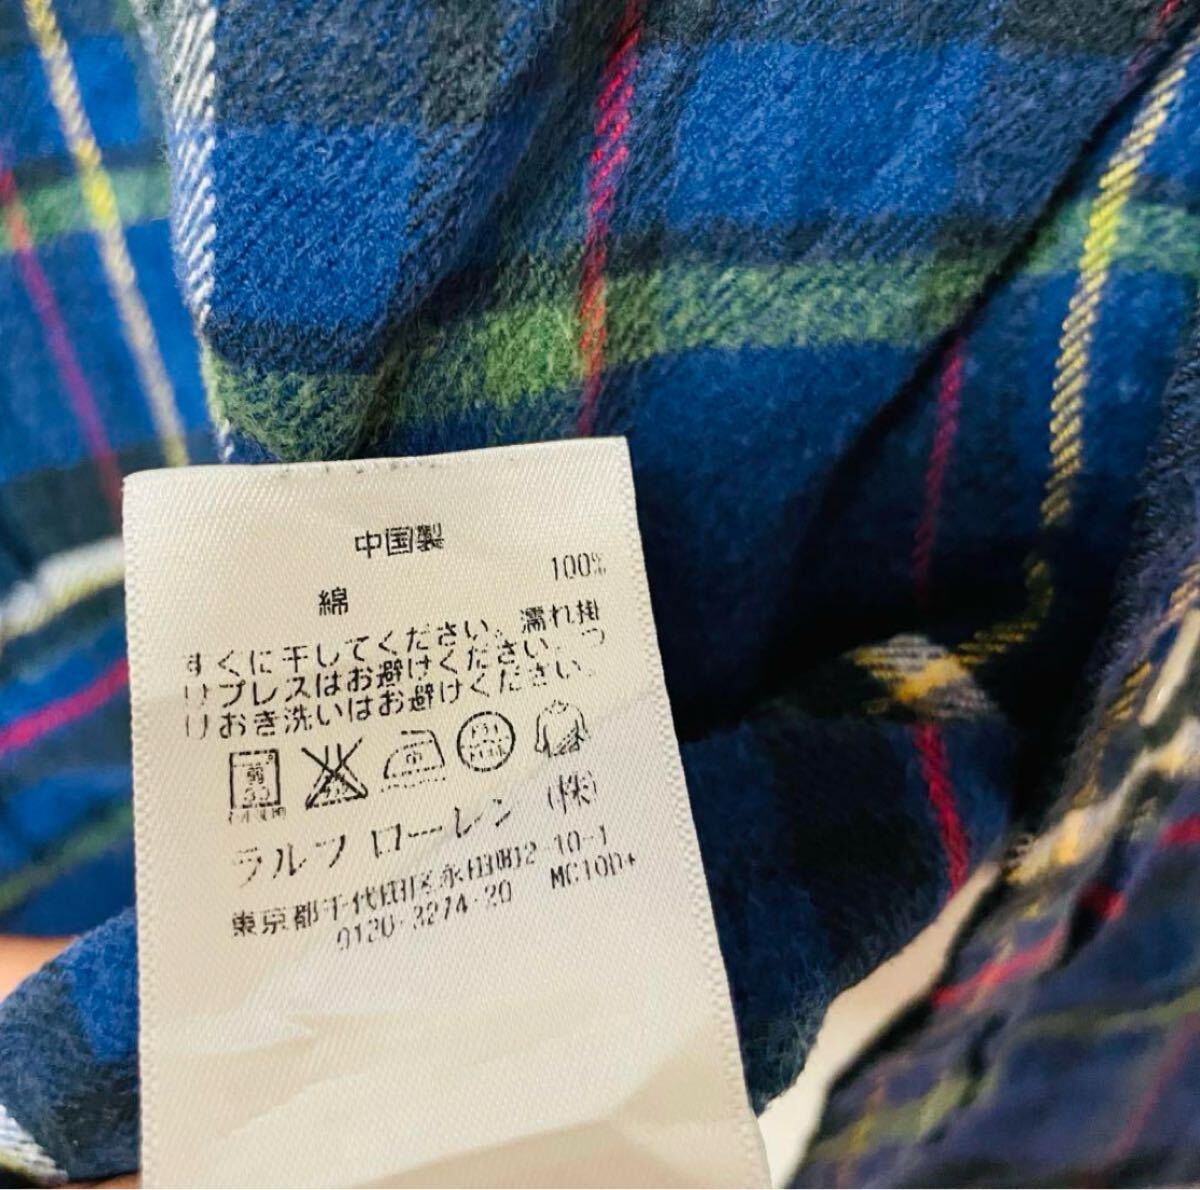 中国製
綿 100%
すぐに干してください。濡れ掛
けプレスはお避けください。つ
けおき洗いはお避けください。
中
ラルフ ローレン (株)
東京都千代田区永田町2-10-1
0120-3274-20 MC10D*